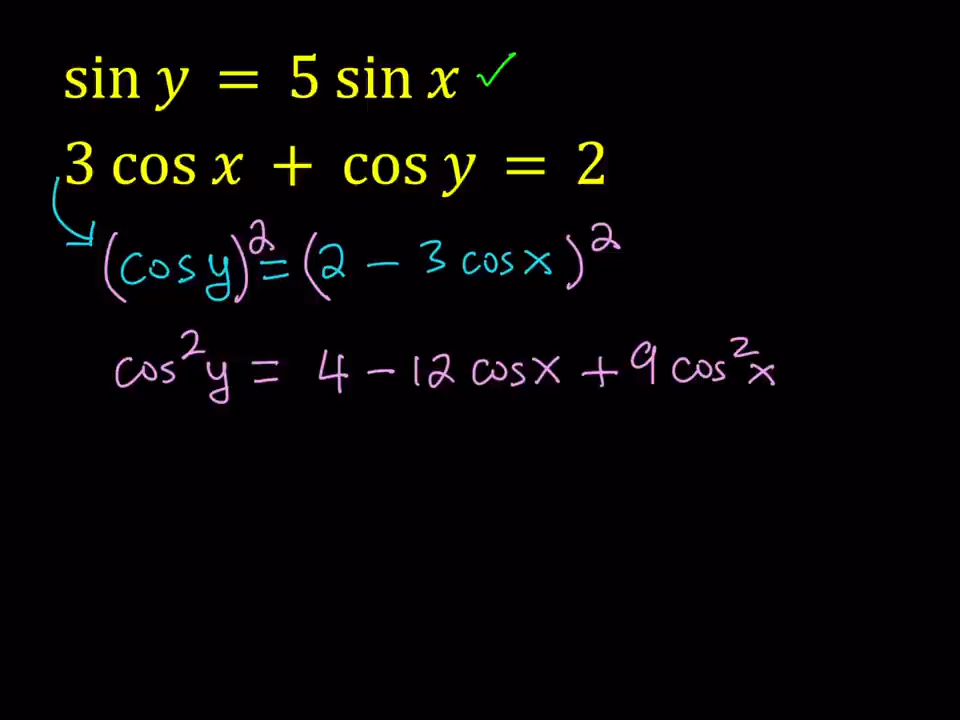 sin y = 5 sin x ✓
3 cos x + cos y = 2
(cos y)² = (2 − 3 cos x)²
cos²y = 4 − 12 cos x + 9 cos²x